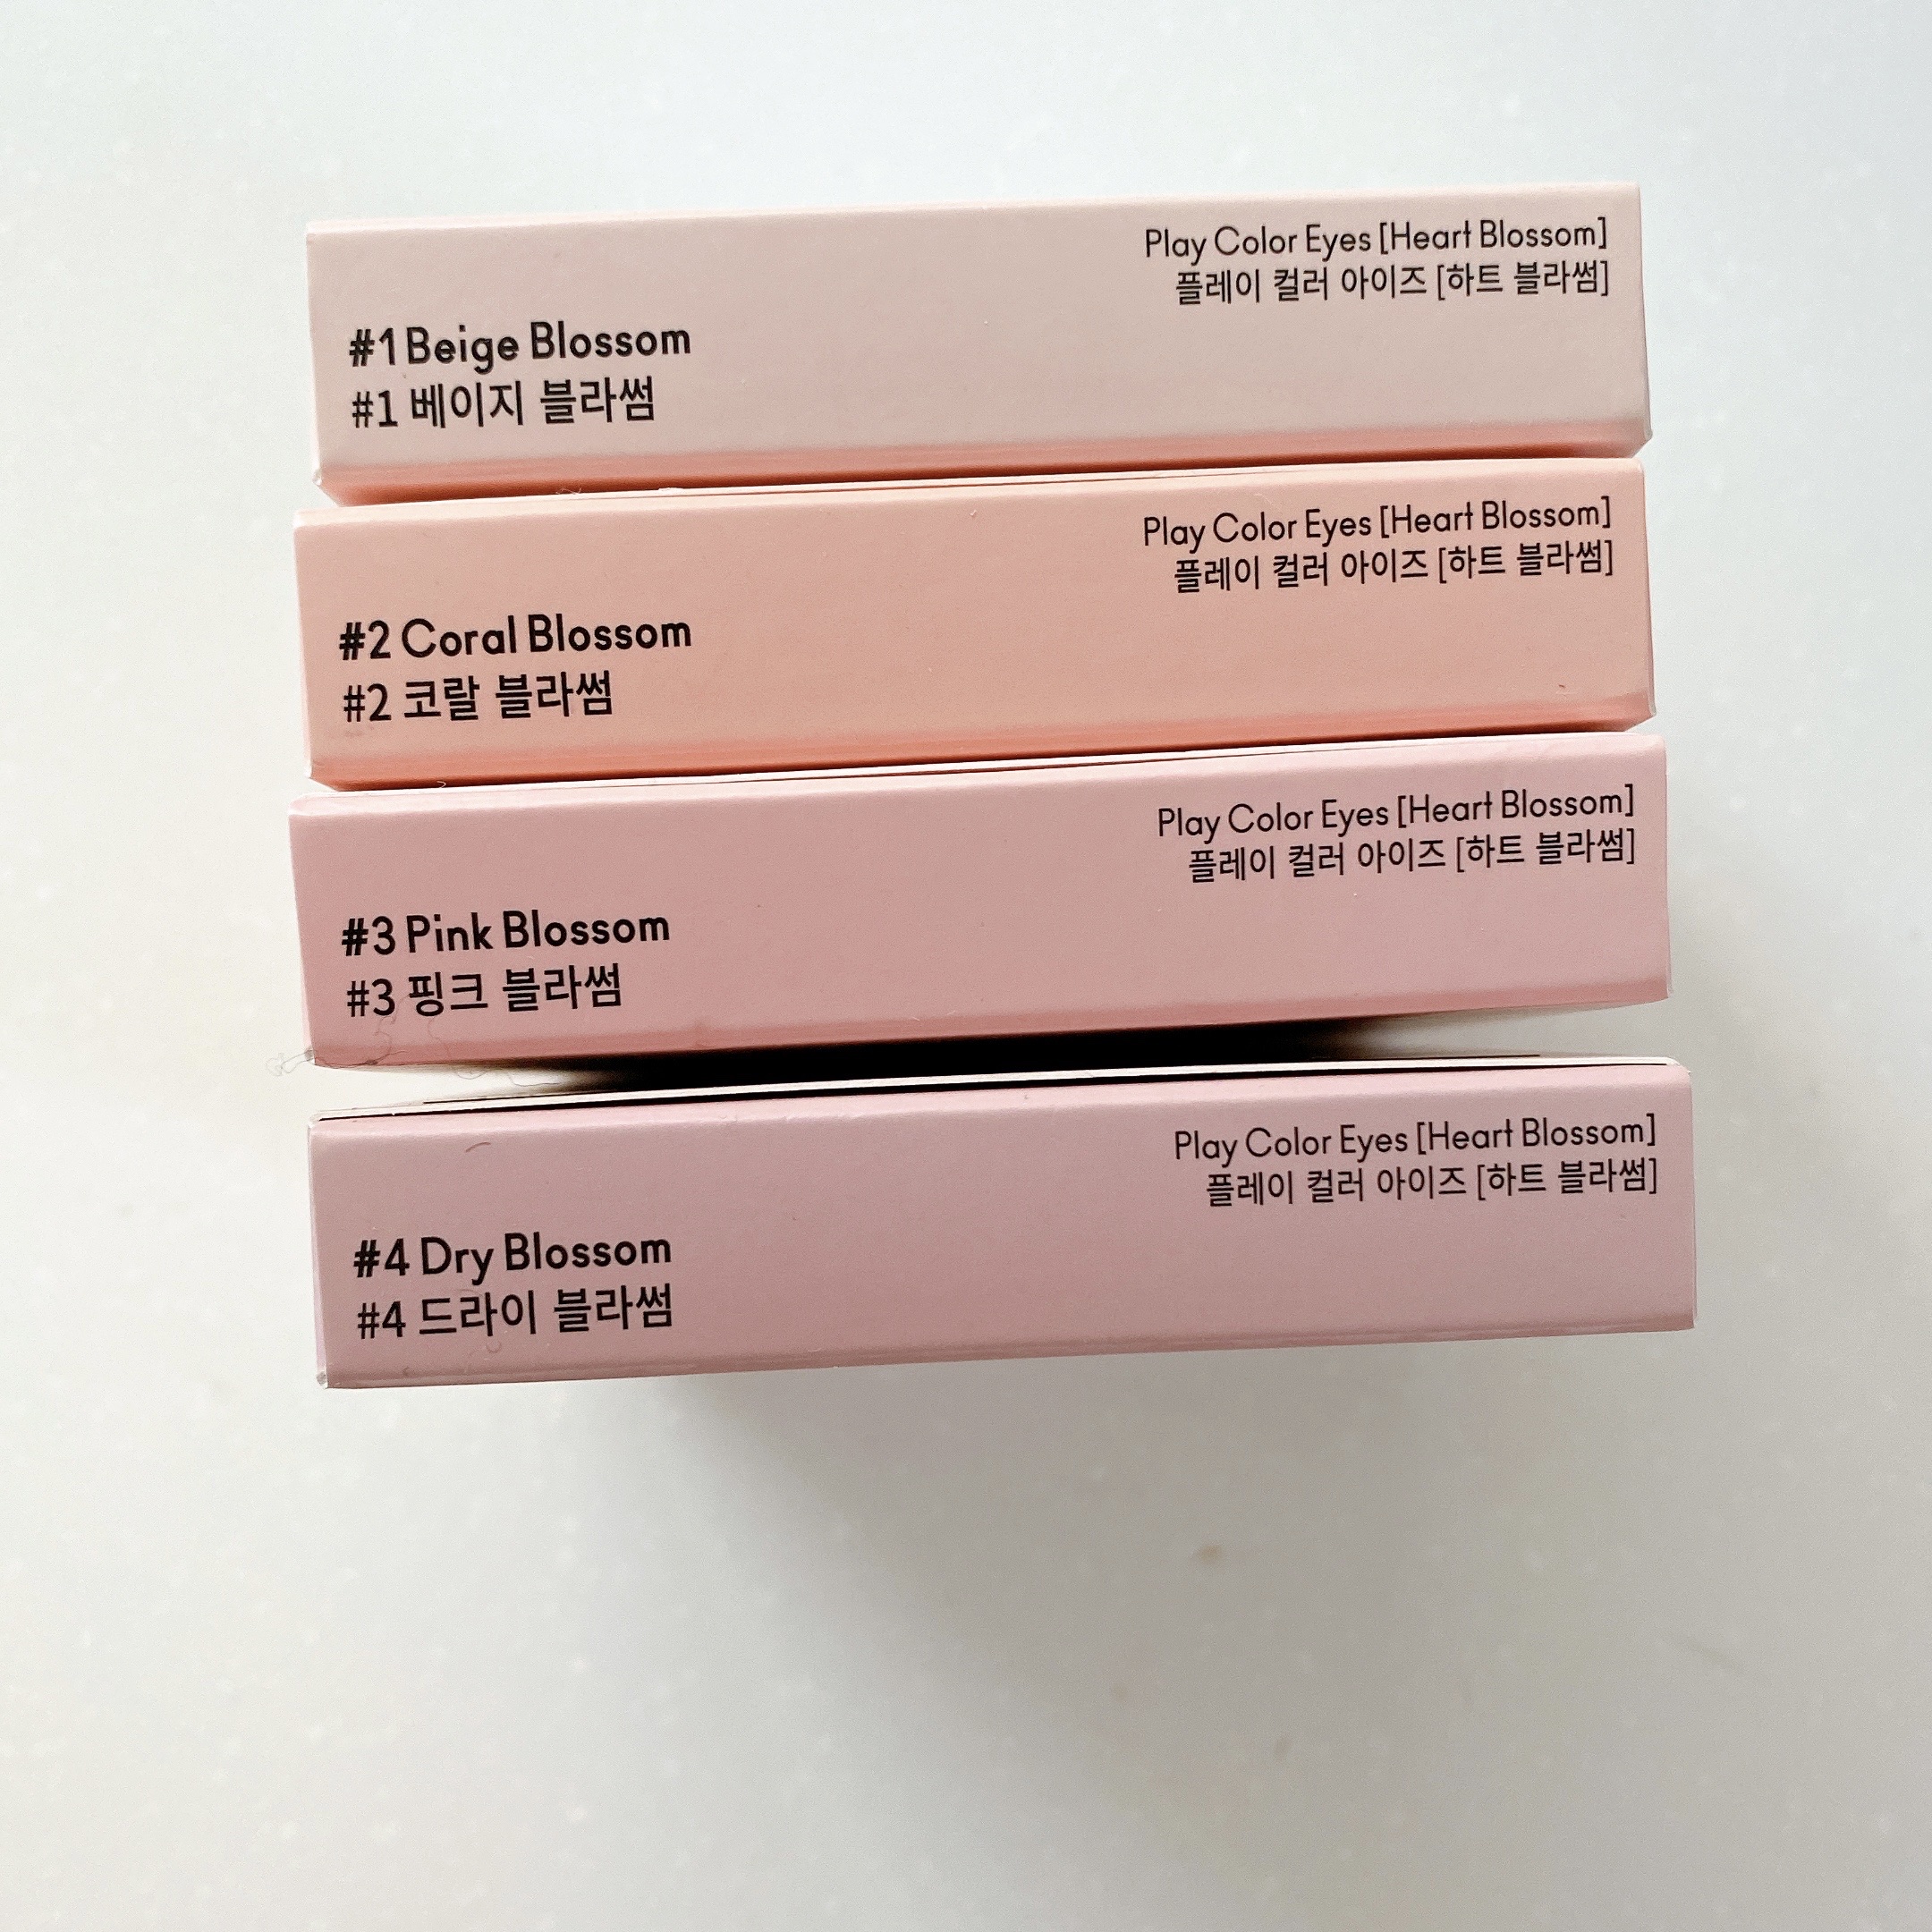 Play Color Eyes [Heart Blossom]
플레이 컬러 아이즈 [하트 블라썸]
#1 Beige Blossom
#1 베이지 블라썸
Play Color Eyes [Heart Blossom]
플레이 컬러 아이즈 [하트 블라썸]
#2 Coral Blossom
#2 코랄 블라썸
Play Color Eyes [Heart Blossom]
플레이 컬러 아이즈 [하트 블라썸]
#3 Pink Blossom
#3 핑크 블라썸
Play Color Eyes [Heart Blossom]
플레이 컬러 아이즈 [하트 블라썸]
#4 Dry Blossom
#4 드라이 블라썸